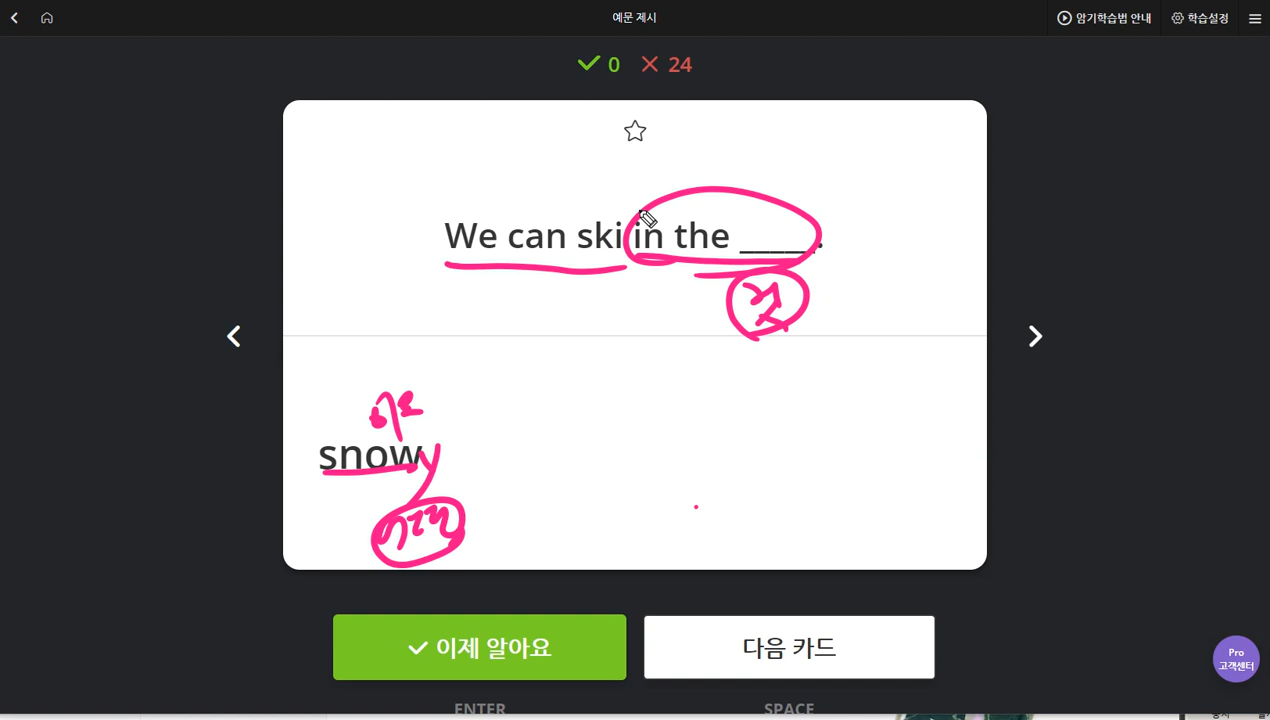 예문 제시
암기학습법 안내
학습설정
0
24
We can ski in the _____.
snow
y
이제 알아요
다음 카드
Pro
고객센터
ENTER
SPACE